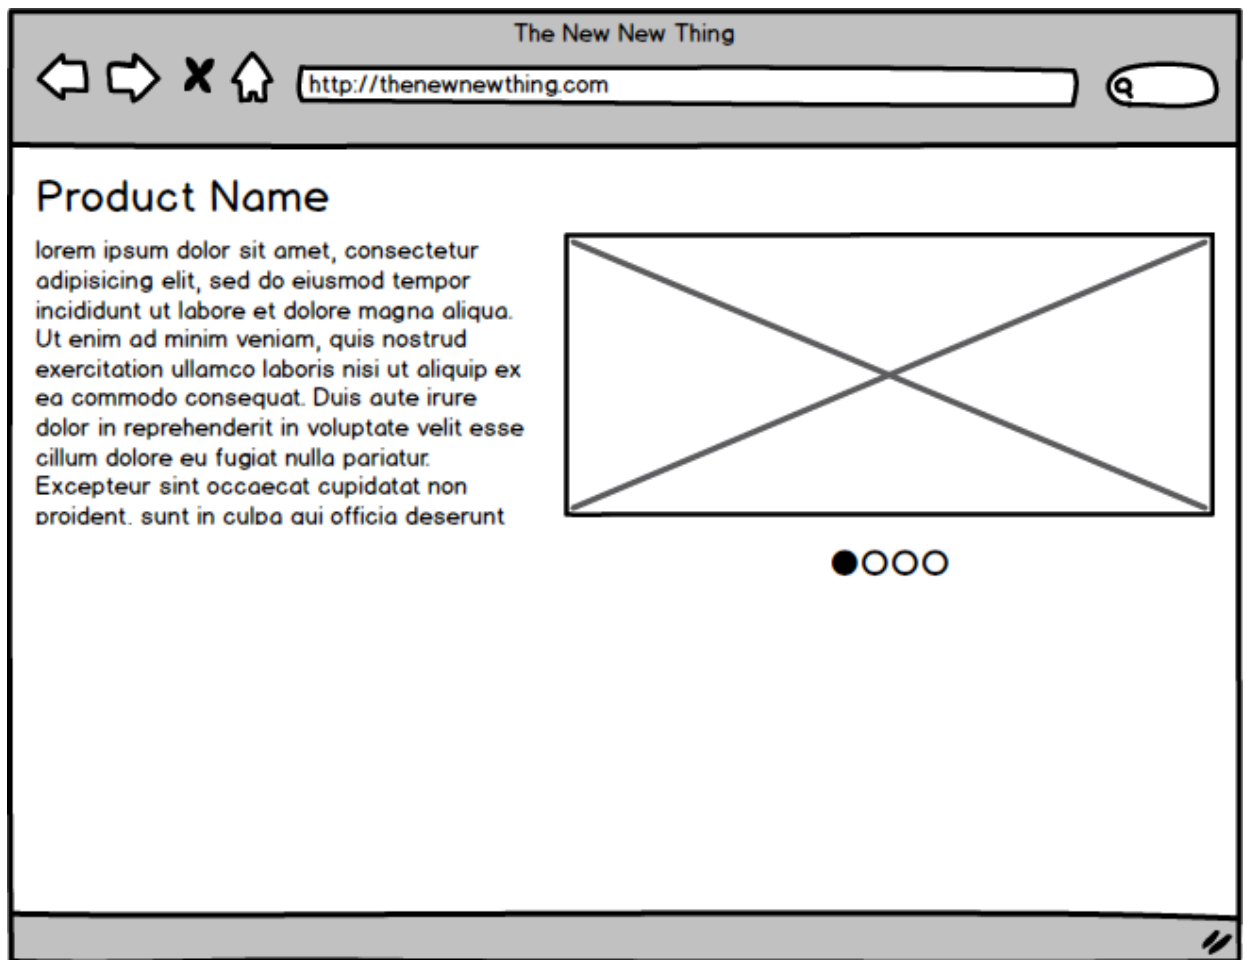 The New New Thing
http://thenewnewthing.com
Product Name
lorem ipsum dolor sit amet, consectetur
adipisicing elit, sed do eiusmod tempor
incididunt ut labore et dolore magna aliqua.
Ut enim ad minim veniam, quis nostrud
exercitation ullamco laboris nisi ut aliquip ex
ea commodo consequat. Duis aute irure
dolor in reprehenderit in voluptate velit esse
cillum dolore eu fugiat nulla pariatur.
Excepteur sint occaecat cupidatat non
proident, sunt in culpa qui officia deserunt